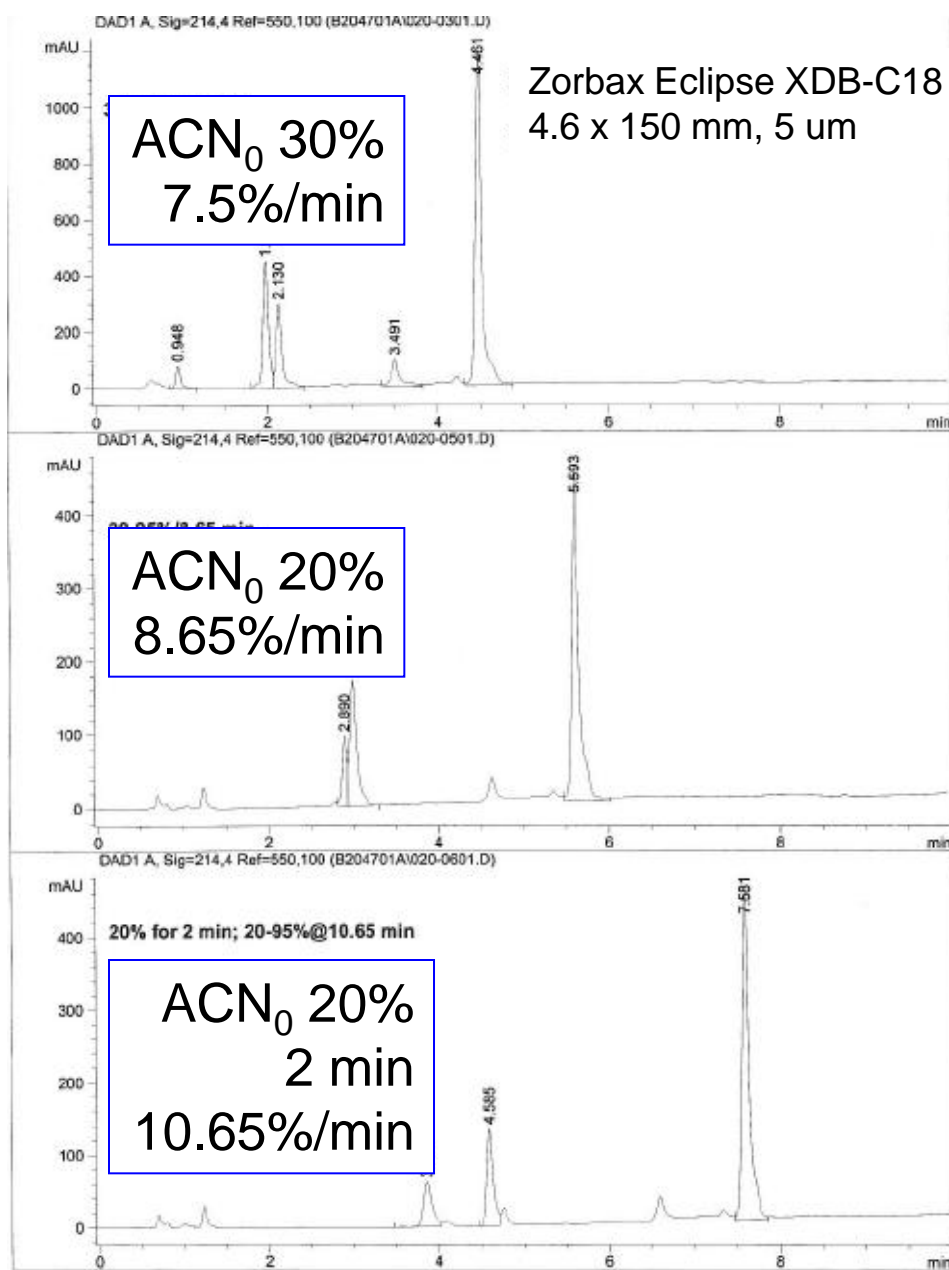 DAD1 A, Sig=214,4 Ref=550,100 (B204701A\020-0301.D)
mAU
4.461
Zorbax Eclipse XDB-C18
4.6 x 150 mm, 5 um
1000
ACN₀ 30%
800
7.5%/min
600
400
2.130
200
0.948
3.491
0
0 2 4 6 8 min
DAD1 A, Sig=214,4 Ref=550,100 (B204701A\020-0501.D)
mAU
5.593
400
ACN₀ 20%
300
8.65%/min
200
2.890
100
0
0 2 4 6 8 min
DAD1 A, Sig=214,4 Ref=550,100 (B204701A\020-0601.D)
mAU
7.581
20% for 2 min; 20-95%@10.65 min
400
ACN₀ 20%
300
2 min
200
10.65%/min
4.585
100
0
0 2 4 6 8 min